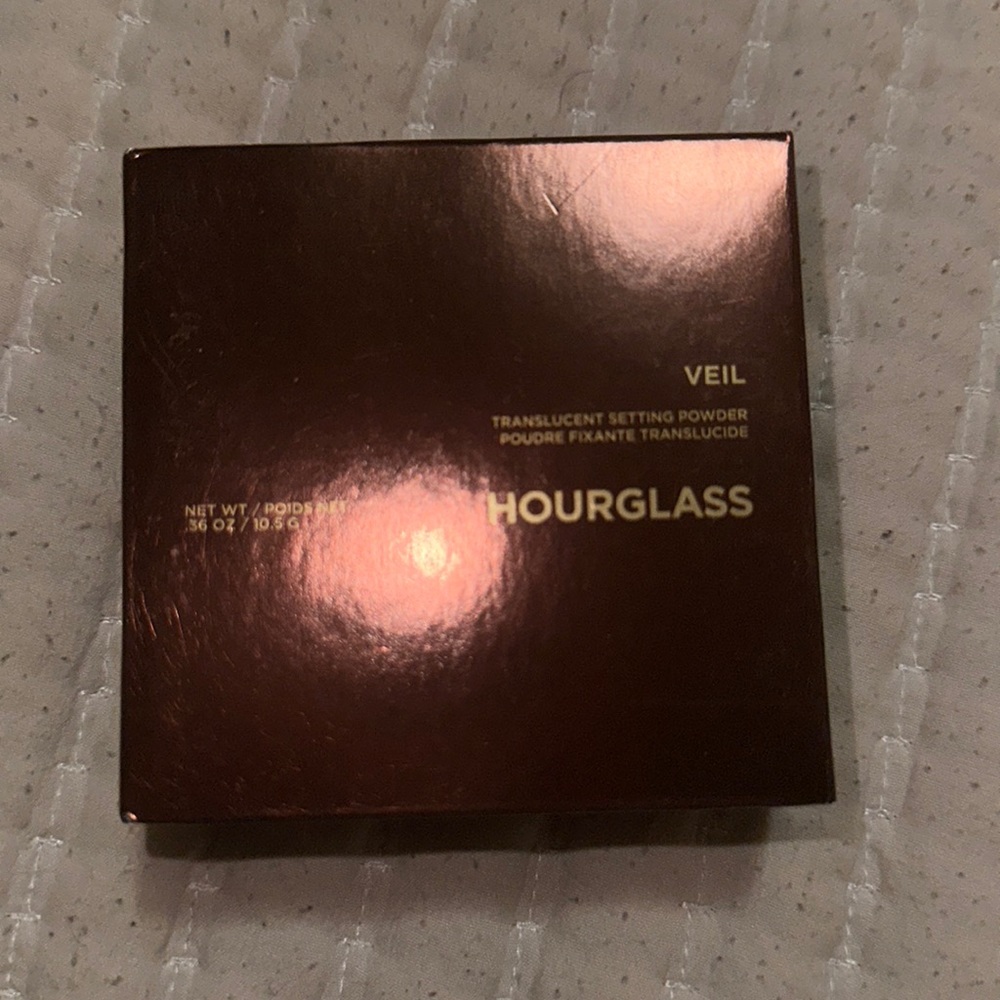 VEIL
TRANSLUCENT SETTING POWDER
POUDRE FIXANTE TRANSLUCIDE
HOURGLASS
NET WT / POIDS NET
.36 OZ / 10.5 G